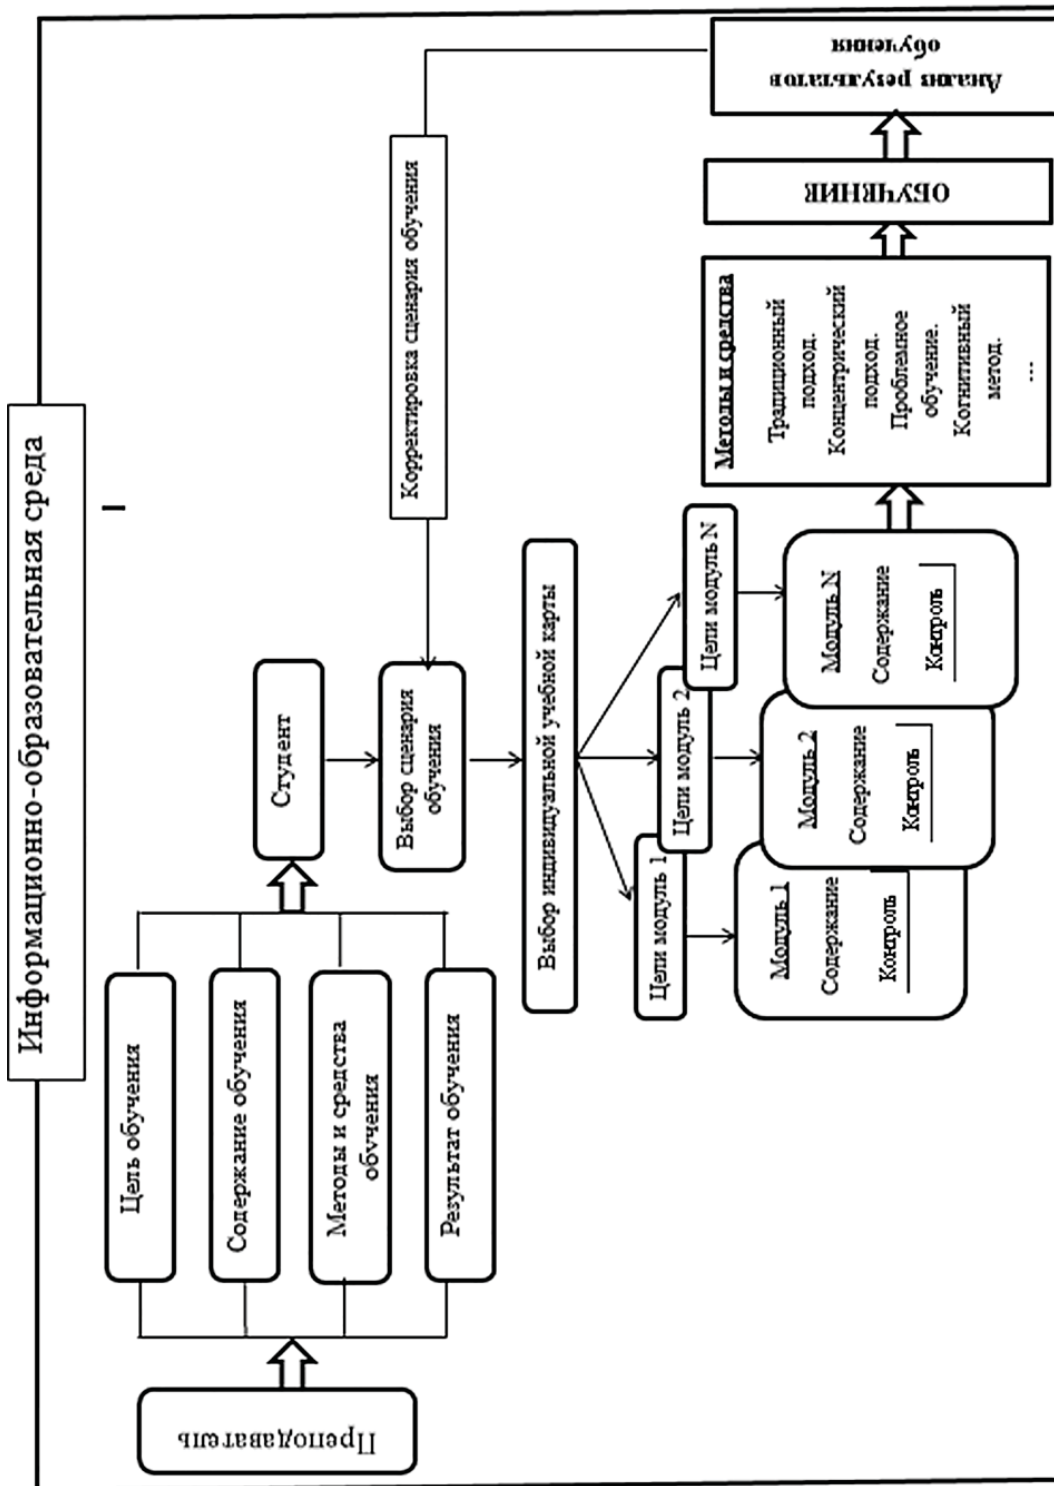 Информационно-образовательная среда
Преподаватель
Цель обучения
Содержание обучения
Методы и средства
обучения
Результат обучения
Студент
Выбор сценария
обучения
Корректировка сценария обучения
Выбор индивидуальной учебной карты
Цели модуль 1
Цели модуль 2
Цели модуль N
Модуль 1
Содержание
Контроль
Модуль 2
Содержание
Контроль
Модуль N
Содержание
Контроль
Методы и средства
Традиционный
подход.
Концентрический
подход.
Проблемное
обучение.
Когнитивный
метод.
...
ОБУЧЕНИЕ
Анализ результатов
обучения